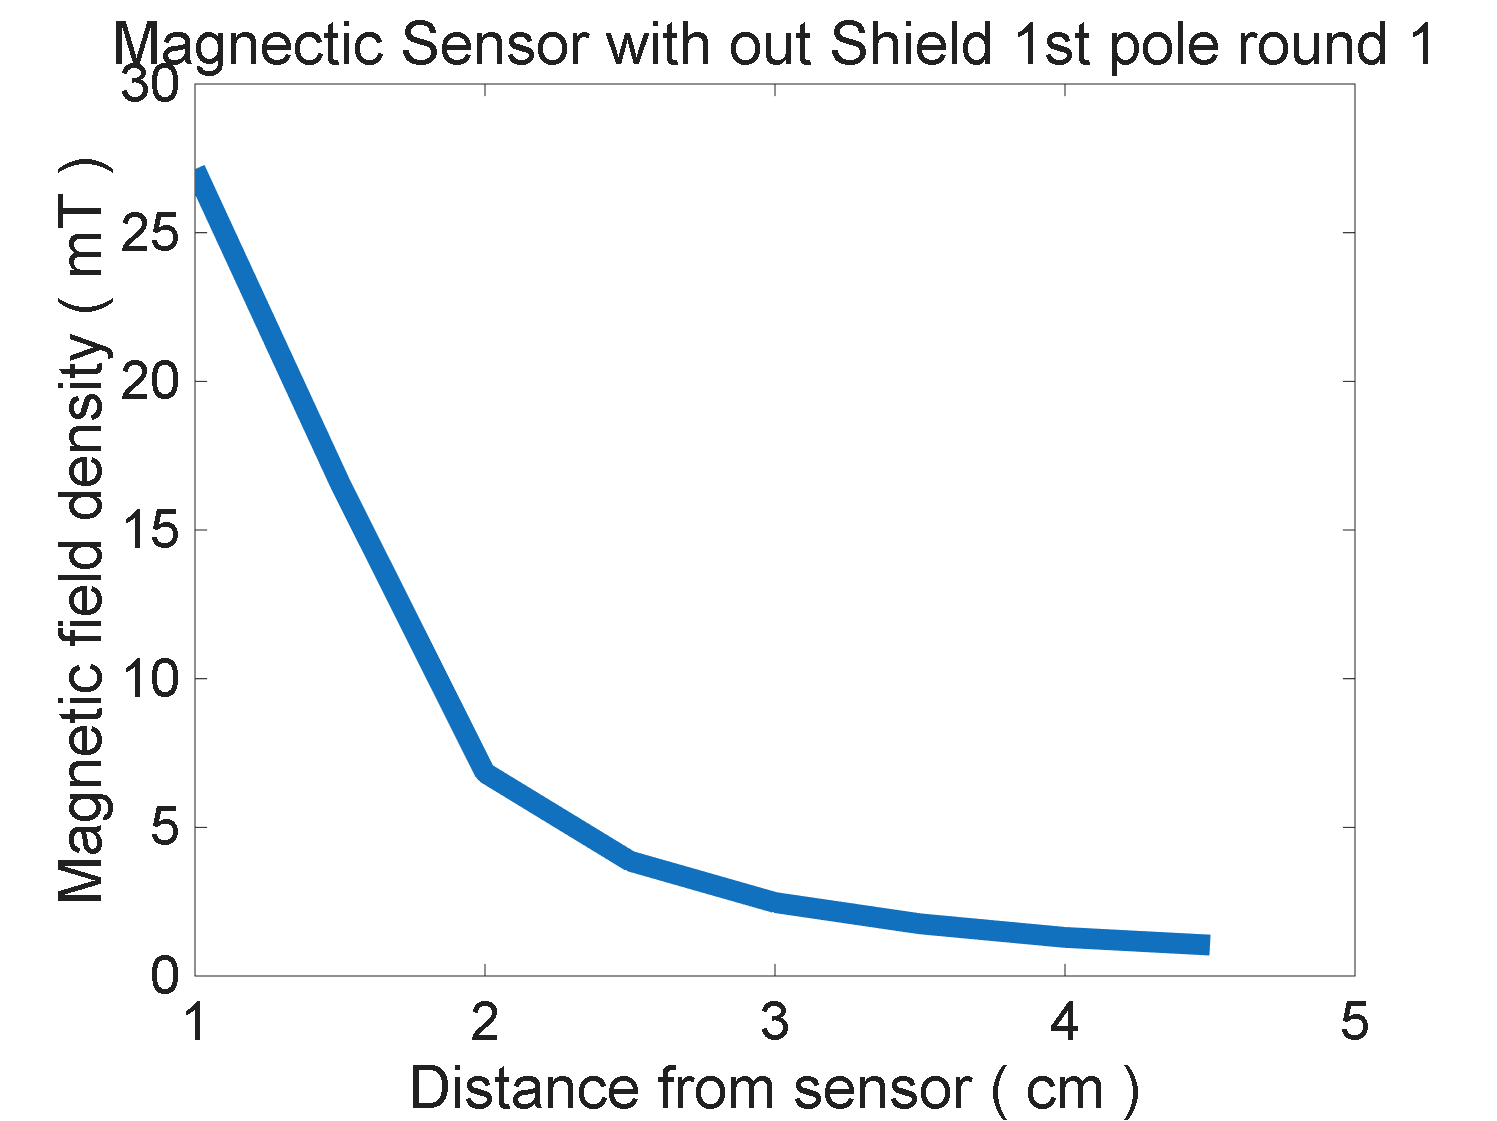 Magnectic Sensor with out Shield 1st pole round 1
Magnetic field density ( mT )
30
25
20
15
10
5
0
1 2 3 4 5
Distance from sensor ( cm )